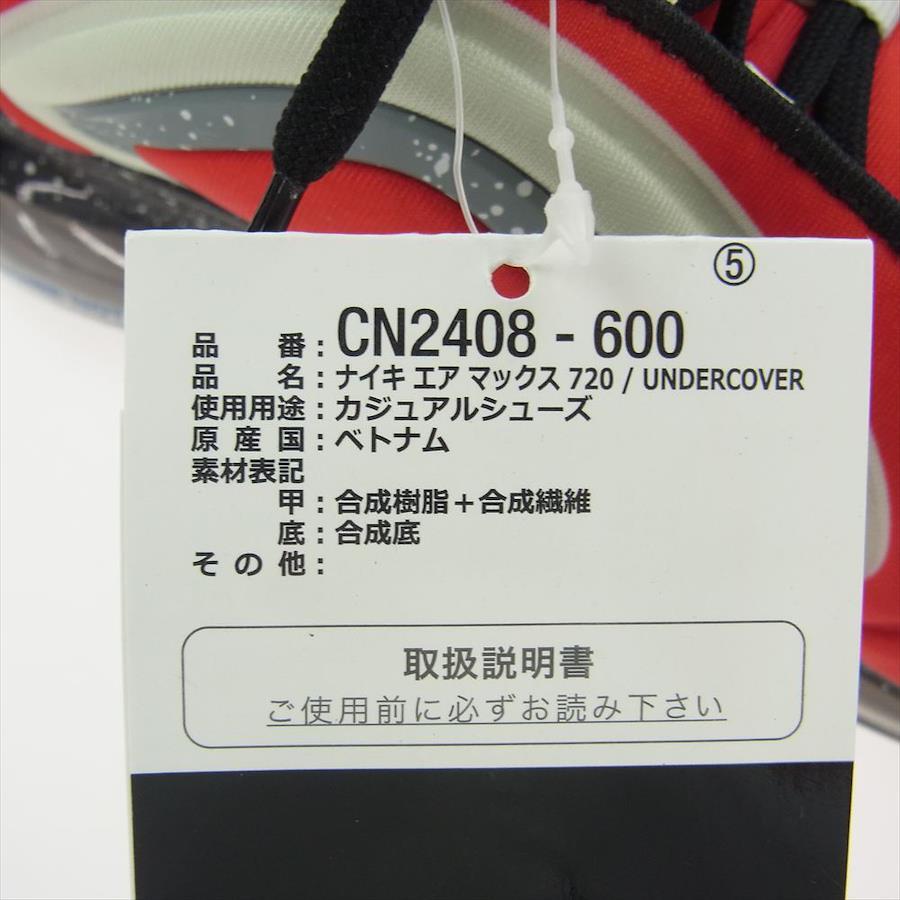 ⑤
品番：CN2408 - 600
品名：ナイキ エア マックス 720 / UNDERCOVER
使用用途：カジュアルシューズ
原産国：ベトナム
素材表記
甲：合成樹脂＋合成繊維
底：合成底
その他：
取扱説明書
ご使用前に必ずお読み下さい